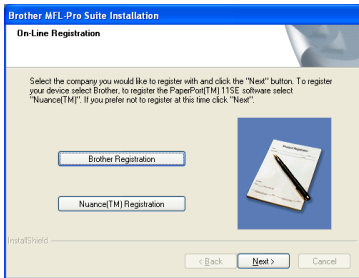 Brother MFL-Pro Suite Installation
On-Line Registration
Select the company you would like to register with and click the "Next" button. To register
your device select Brother, to register the PaperPort(TM) 11SE software select
"Nuance(TM)". If you prefer not to register at this time click "Next".
Product Registration
Brother Registration
Nuance(TM) Registration
InstallShield
< Back
Next >
Cancel